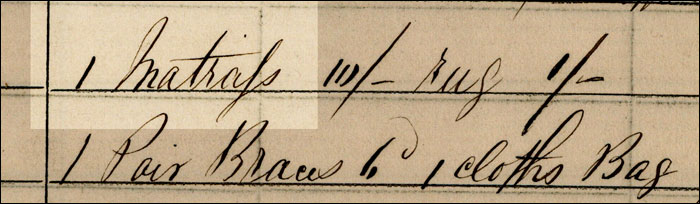 1 Matraſs 10/- Rug 1/-
1 Pair Braces 6d 1 cloths Bag